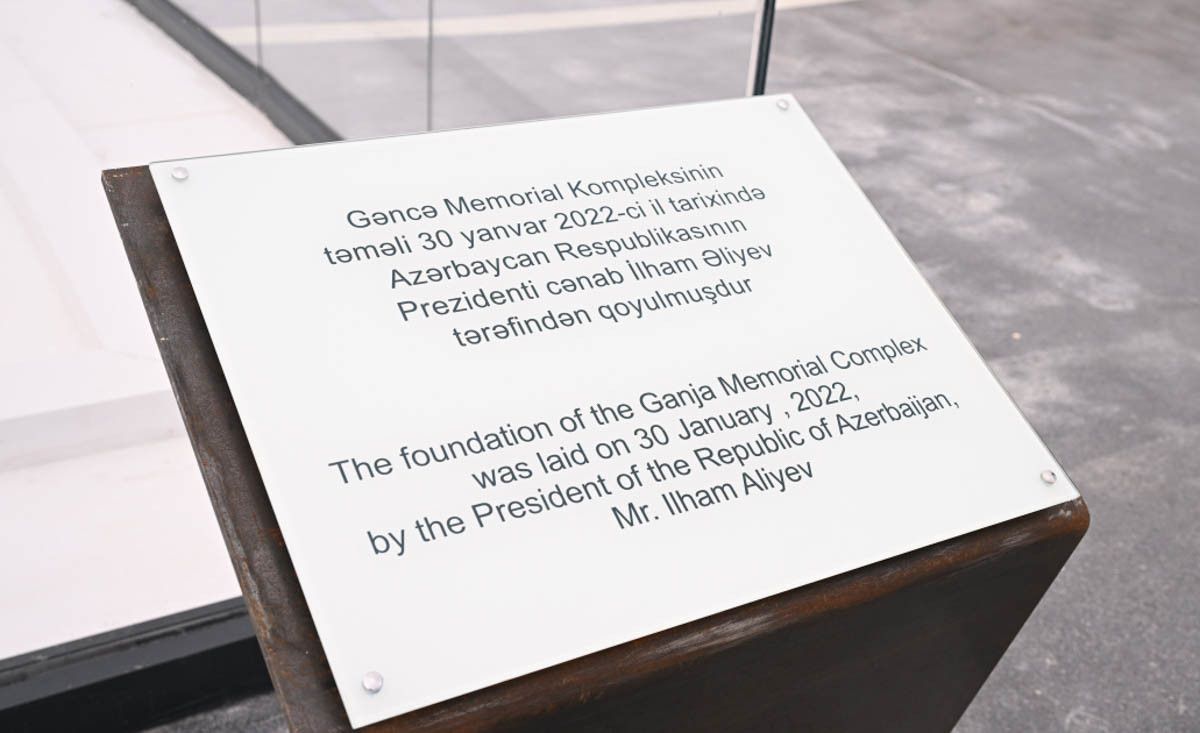 Gəncə Memorial Kompleksinin
təməli 30 yanvar 2022-ci il tarixində
Azərbaycan Respublikasının
Prezidenti cənab İlham Əliyev
tərəfindən qoyulmuşdur
The foundation of the Ganja Memorial Complex
was laid on 30 January , 2022,
by the President of the Republic of Azerbaiijan,
Mr. Ilham Aliyev